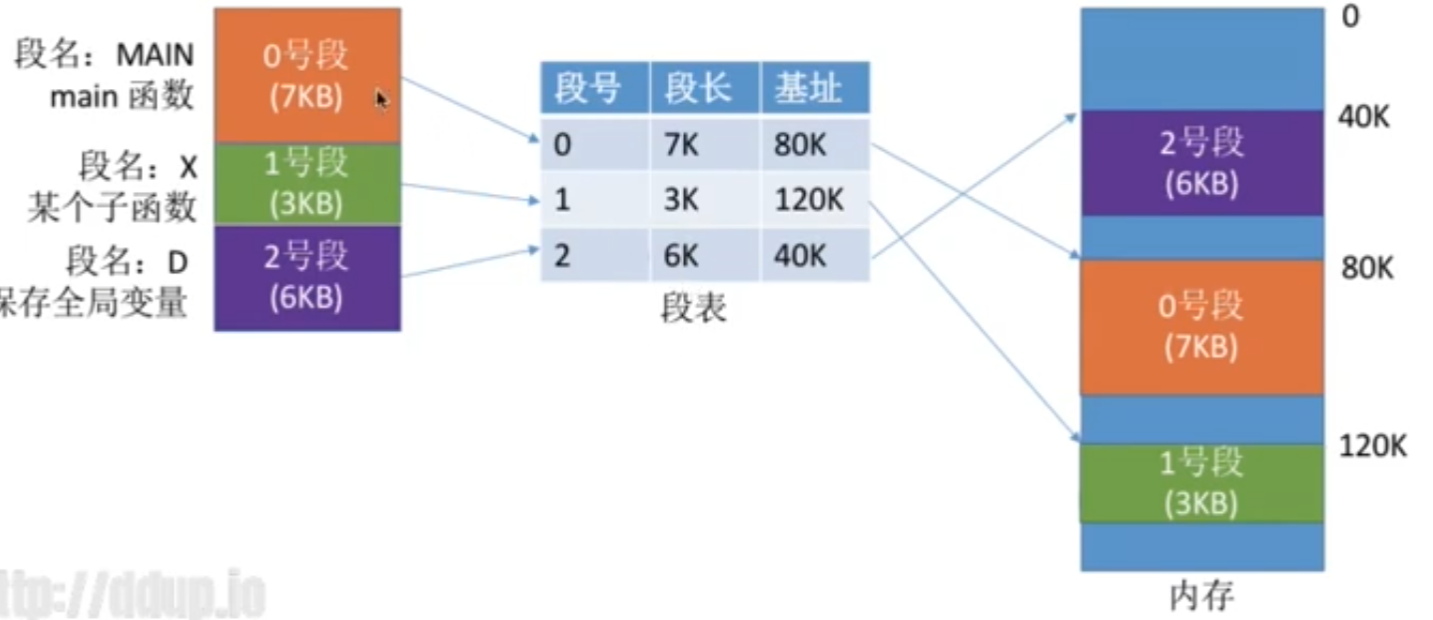 段名：MAIN
main 函数
段名：X
某个子函数
段名：D
保存全局变量
0号段
(7KB)
1号段
(3KB)
2号段
(6KB)
段号 段长 基址
0 7K 80K
1 3K 120K
2 6K 40K
段表
0
40K
2号段
(6KB)
80K
0号段
(7KB)
120K
1号段
(3KB)
内存
ttp://ddup.io